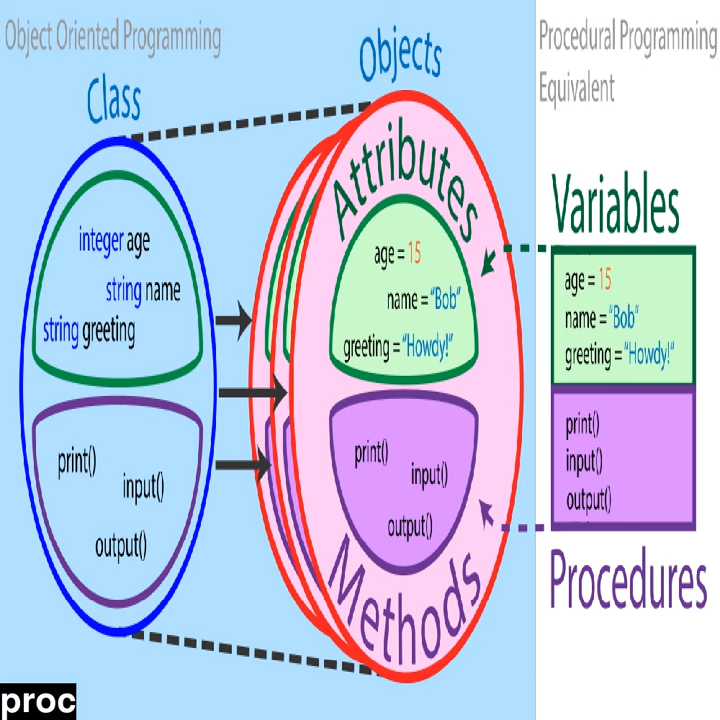 Object Oriented Programming
Class
integer age
string name
string greeting
print()
input()
output()
Objects
Attributes
age = 15
name = “Bob”
greeting = “Howdy!”
print()
input()
output()
Methods
Procedural Programming
Equivalent
Variables
age = 15
name = “Bob”
greeting = “Howdy!”
print()
input()
output()
Procedures
proc